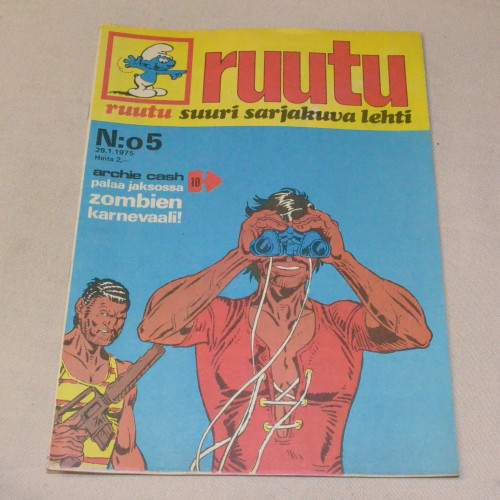 ruutu
ruutu suuri sarjakuva lehti
N:o5
29.1.1975
Hinta 2,—
archie cash
palaa jaksossa 10
zombien
karnevaali!